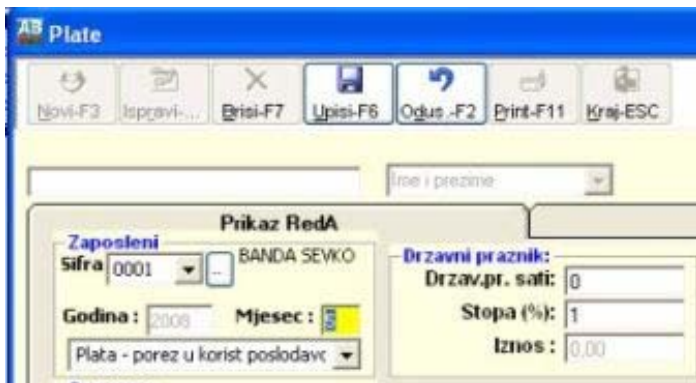 Plate
Novi-F3 Ispravi-... Brisi-F7 Upisi-F6 Odus.-F2 Print-F11 Kraj-ESC
Ime i prezime
Prikaz RedA
Zaposleni
Sifra 0001 .. BANDA SEVKO
Godina : 2008 Mjesec :
Plata - porez u korist poslodavc
Drzavni praznik:
Drzav.pr. sati: 0
Stopa (%): 1
Iznos : 0.00